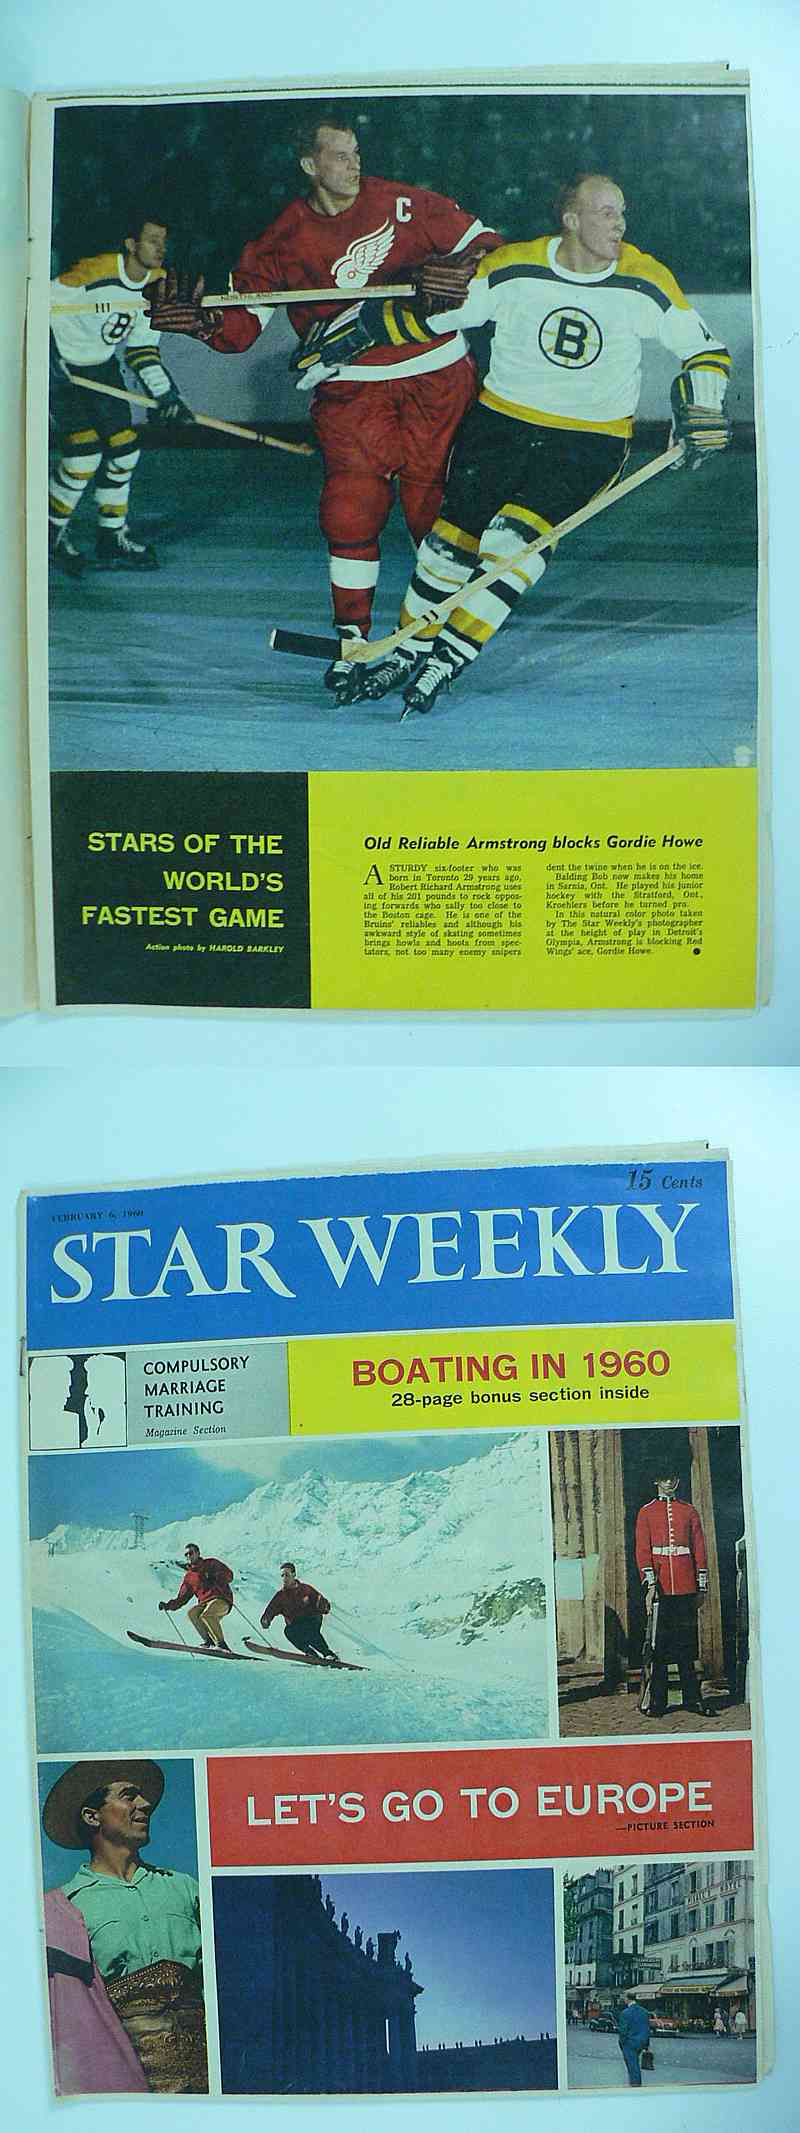 C
NORTHLAND
B
B
STARS OF THE
WORLD'S
FASTEST GAME
Action photo by HAROLD BARKLEY
Old Reliable Armstrong blocks Gordie Howe
A STURDY six-footer who was
born in Toronto 29 years ago,
Robert Richard Armstrong uses
all of his 201 pounds to rock oppos-
ing forwards who sally too close to
the Boston cage. He is one of the
Bruins' reliables and although his
awkward style of skating sometimes
brings howls and hoots from spec-
tators, not too many enemy snipers
dent the twine when he is on the ice.
Balding Bob now makes his home
in Sarnia, Ont. He played his junior
hockey with the Stratford, Ont.,
Kroehlers before he turned pro.
In this natural color photo taken
by The Star Weekly's photographer
at the height of play in Detroit's
Olympia, Armstrong is blocking Red
Wings' ace, Gordie Howe.
FEBRUARY 6, 1960
15 Cents
STAR WEEKLY
COMPULSORY
MARRIAGE
TRAINING
Magazine Section
BOATING IN 1960
28-page bonus section inside
LET'S GO TO EUROPE
—PICTURE SECTION